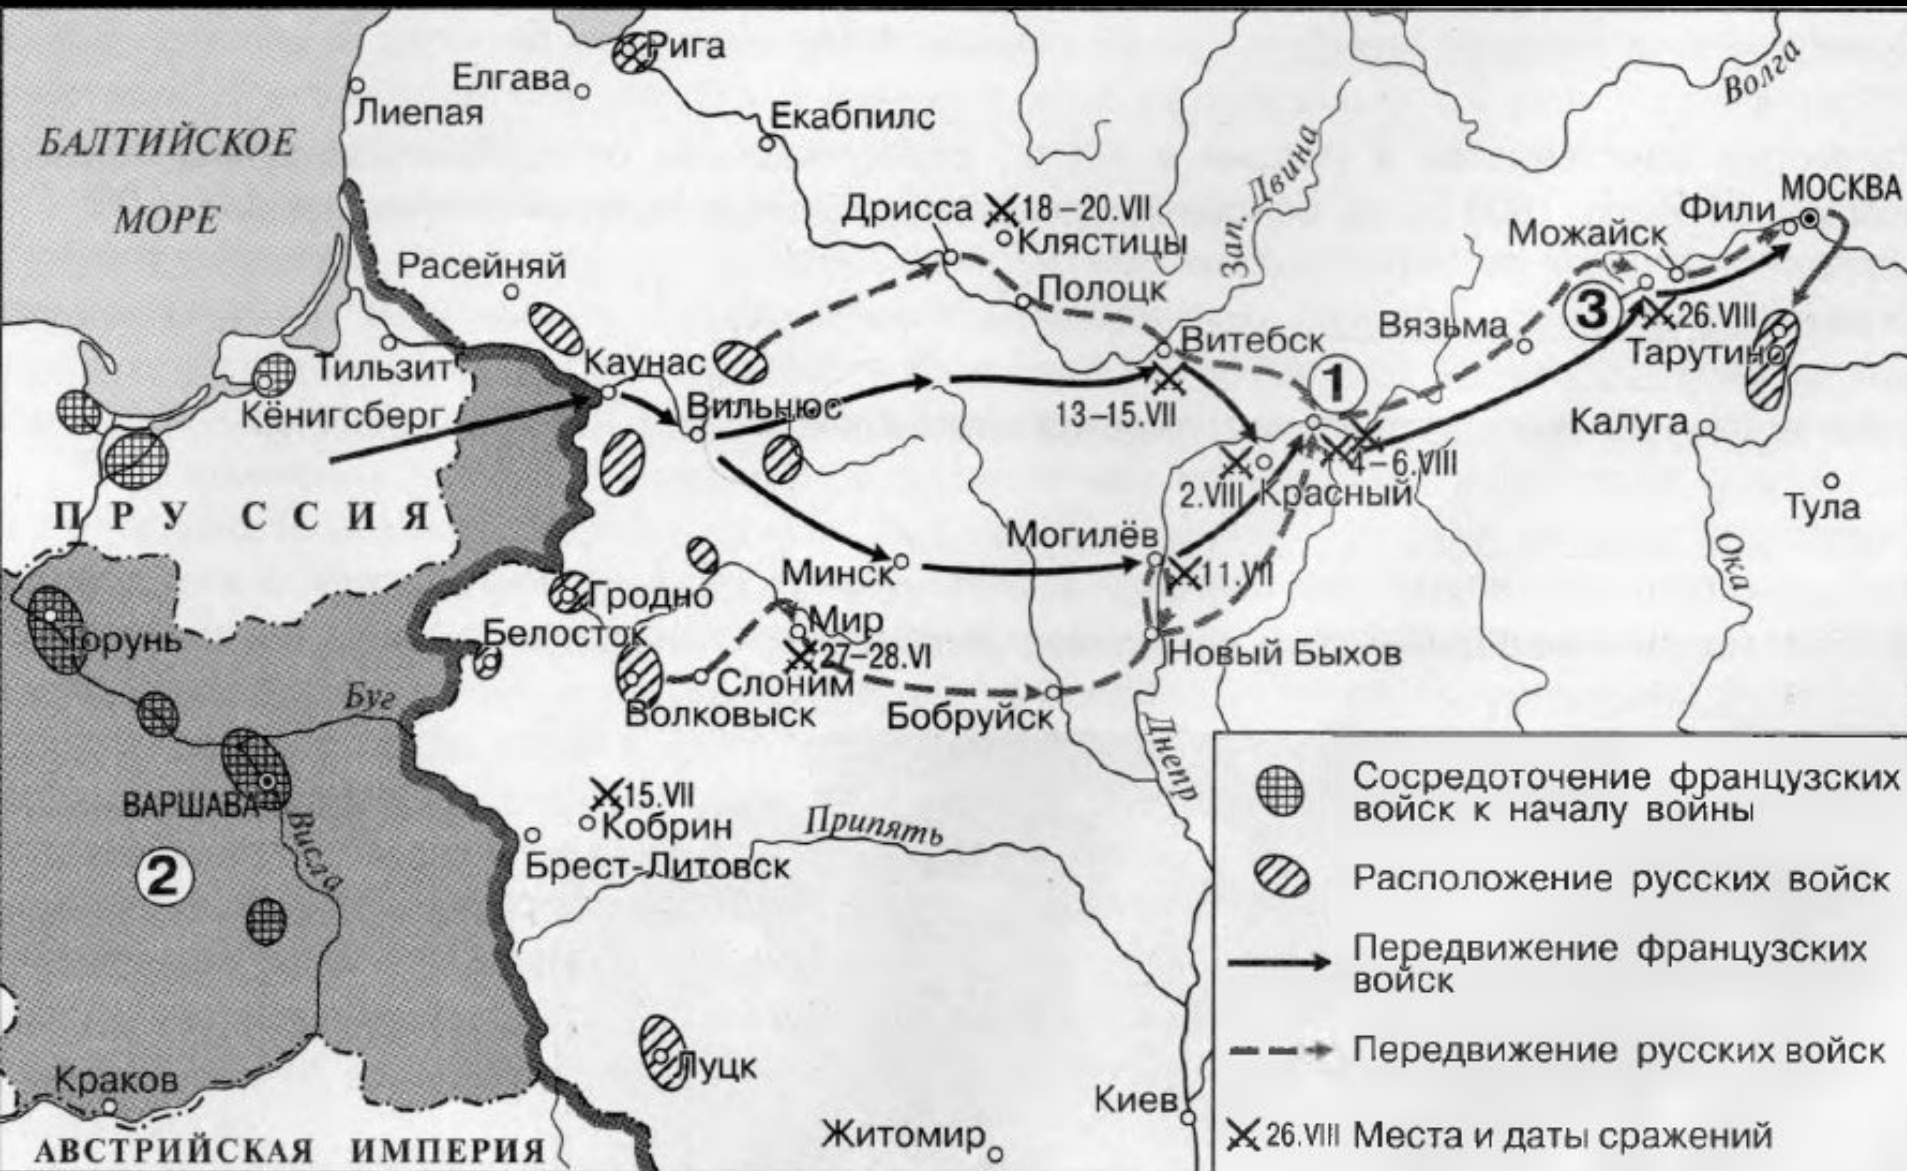 Рига
Елгава
Лиепая
Екабпилс
Волга
БАЛТИЙСКОЕ
МОРЕ
Зап. Двина
МОСКВА
Фили
Дрисса
18–20.VII
Клястицы
Можайск
Расейняй
Полоцк
Вязьма
3
26.VIII
Тарутино
Тильзит
Каунас
Витебск
1
Кёнигсберг
Вильнюс
13–15.VII
Калуга
4–6.VIII
2.VIII
Красный
Тула
ПРУССИЯ
Могилёв
Ока
Минск
11.VII
Гродно
Торунь
Белосток
Мир
27–28.VI
Новый Быхов
Буг
Слоним
Волковыск
Бобруйск
Днепр
ВАРШАВА
15.VII
Кобрин
Припять
Висла
2
Брест-Литовск
Луцк
Краков
Киев
Житомир
АВСТРИЙСКАЯ ИМПЕРИЯ
Сосредоточение французских
войск к началу войны
Расположение русских войск
Передвижение французских
войск
Передвижение русских войск
26.VIII Места и даты сражений